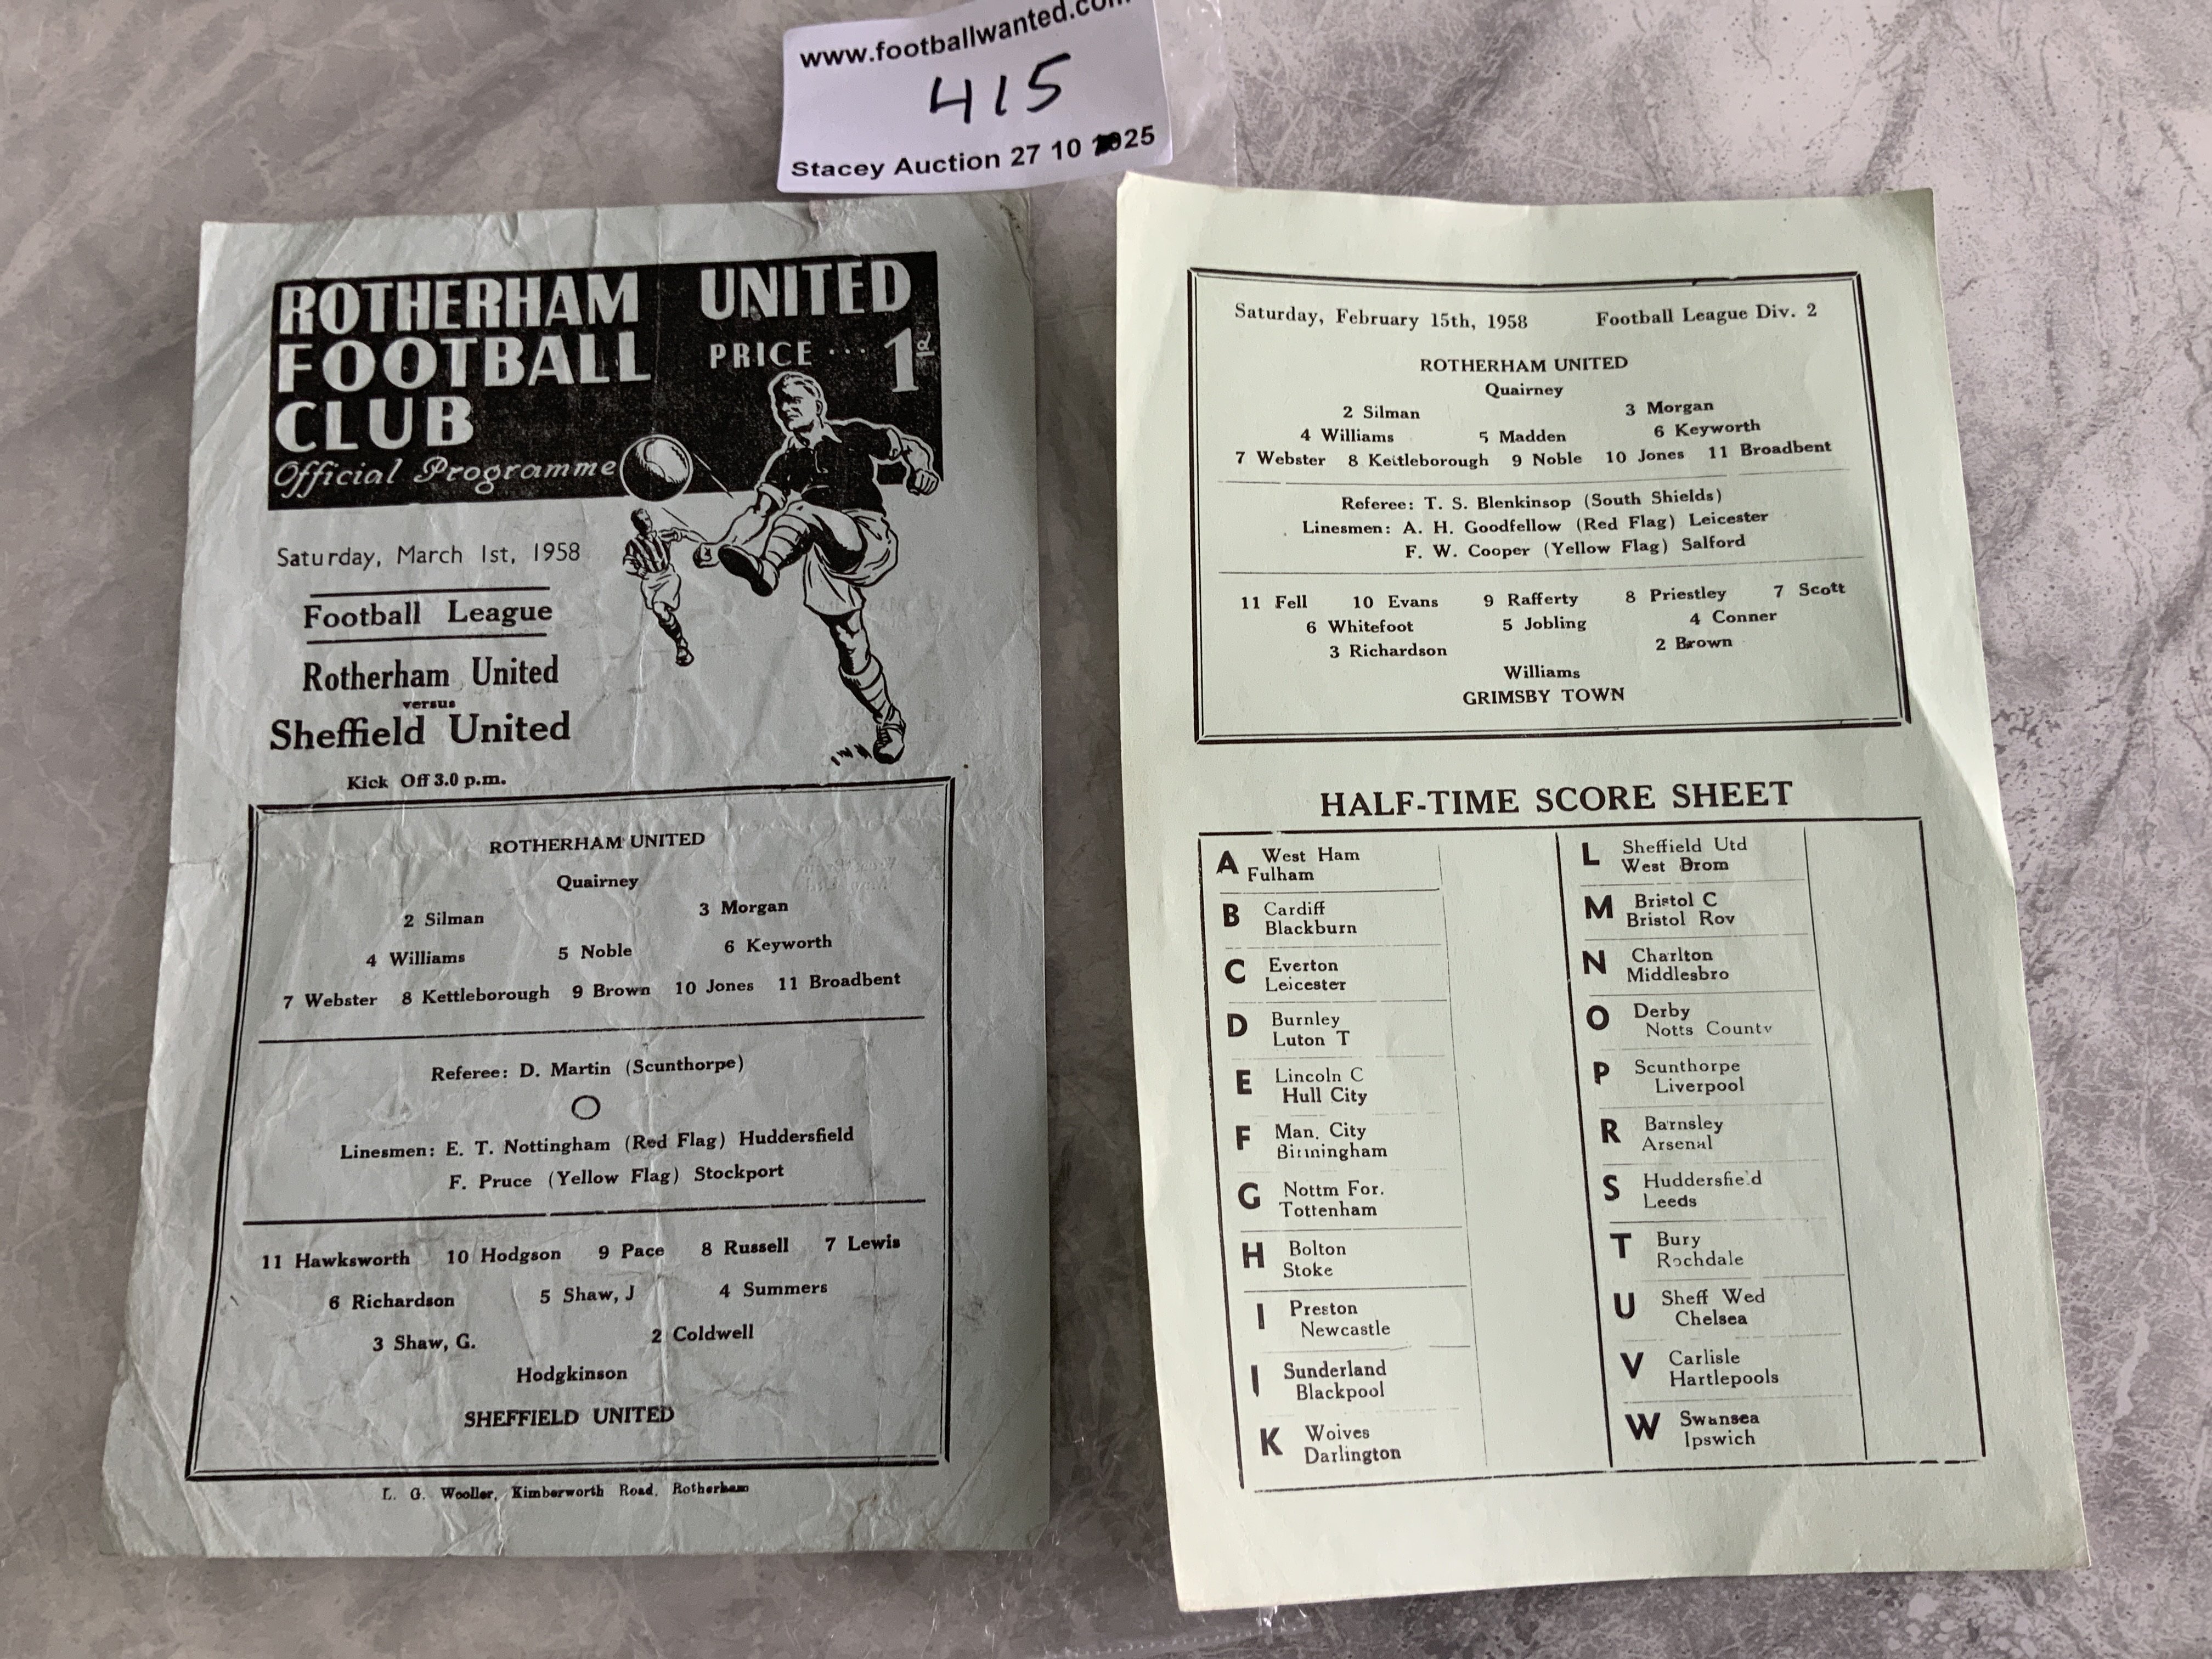 www.footballwanted.com
415
Stacey Auction 27 10 25
ROTHERHAM UNITED
FOOTBALL PRICE ... 1d
CLUB
Official Programme
Saturday, March 1st, 1958
Football League
Rotherham United
versus
Sheffield United
Kick Off 3.0 p.m.
ROTHERHAM UNITED
Quairney
2 Silman 3 Morgan
4 Williams 5 Noble 6 Keyworth
7 Webster 8 Kettleborough 9 Brown 10 Jones 11 Broadbent
Referee: D. Martin (Scunthorpe)
Linesmen: E. T. Nottingham (Red Flag) Huddersfield
F. Pruce (Yellow Flag) Stockport
11 Hawksworth 10 Hodgson 9 Pace 8 Russell 7 Lewis
6 Richardson 5 Shaw, J 4 Summers
3 Shaw, G. 2 Coldwell
Hodgkinson
SHEFFIELD UNITED
L. G. Wooller, Kimberworth Road, Rotherham
Saturday, February 15th, 1958 Football League Div. 2
ROTHERHAM UNITED
Quairney
2 Silman 3 Morgan
4 Williams 5 Madden 6 Keyworth
7 Webster 8 Kettleborough 9 Noble 10 Jones 11 Broadbent
Referee: T. S. Blenkinsop (South Shields)
Linesmen: A. H. Goodfellow (Red Flag) Leicester
F. W. Cooper (Yellow Flag) Salford
11 Fell 10 Evans 9 Rafferty 8 Priestley 7 Scott
6 Whitefoot 5 Jobling 4 Conner
3 Richardson 2 Brown
Williams
GRIMSBY TOWN
HALF-TIME SCORE SHEET
A West Ham
Fulham
B Cardiff
Blackburn
C Everton
Leicester
D Burnley
Luton T
E Lincoln C
Hull City
F Man. City
Birmingham
G Nottm For.
Tottenham
H Bolton
Stoke
I Preston
Newcastle
I Sunderland
Blackpool
K Woives
Darlington
L Sheffield Utd
West Brom
M Bristol C
Bristol Rov
N Charlton
Middlesbro
O Derby
Notts County
P Scunthorpe
Liverpool
R Barnsley
Arsenal
S Huddersfield
Leeds
T Bury
Rochdale
U Sheff Wed
Chelsea
V Carlisle
Hartlepools
W Swansea
Ipswich